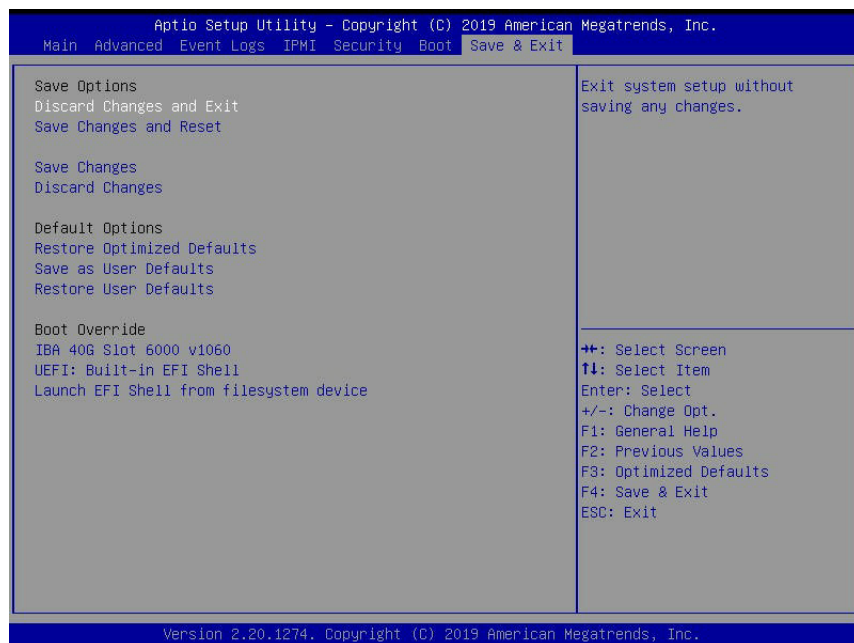 Aptio Setup Utility – Copyright (C) 2019 American Megatrends, Inc.
Main Advanced Event Logs IPMI Security Boot Save & Exit
Save Options
Discard Changes and Exit
Save Changes and Reset
Save Changes
Discard Changes
Default Options
Restore Optimized Defaults
Save as User Defaults
Restore User Defaults
Boot Override
IBA 40G Slot 6000 v1060
UEFI: Built-in EFI Shell
Launch EFI Shell from filesystem device
Exit system setup without
saving any changes.
→←: Select Screen
↑↓: Select Item
Enter: Select
+/-: Change Opt.
F1: General Help
F2: Previous Values
F3: Optimized Defaults
F4: Save & Exit
ESC: Exit
Version 2.20.1274. Copyright (C) 2019 American Megatrends, Inc.